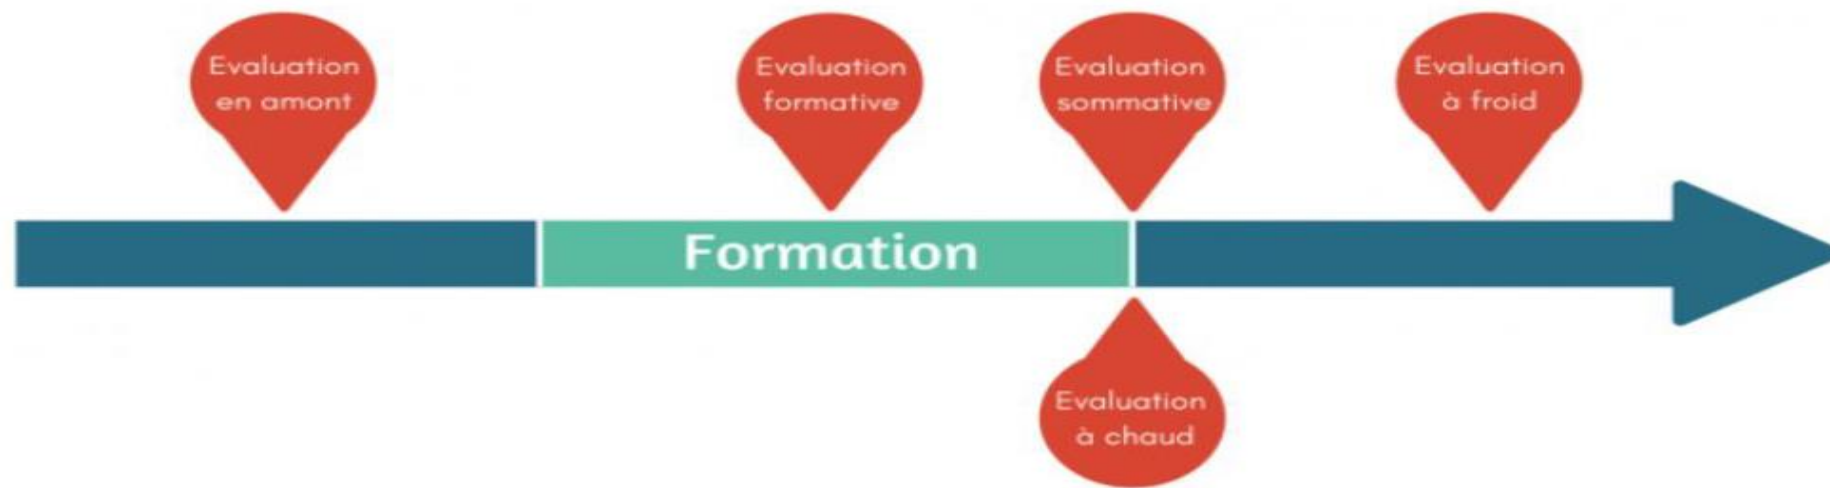 Evaluation
en amont
Evaluation
formative
Evaluation
sommative
Evaluation
à froid
Formation
Evaluation
à chaud